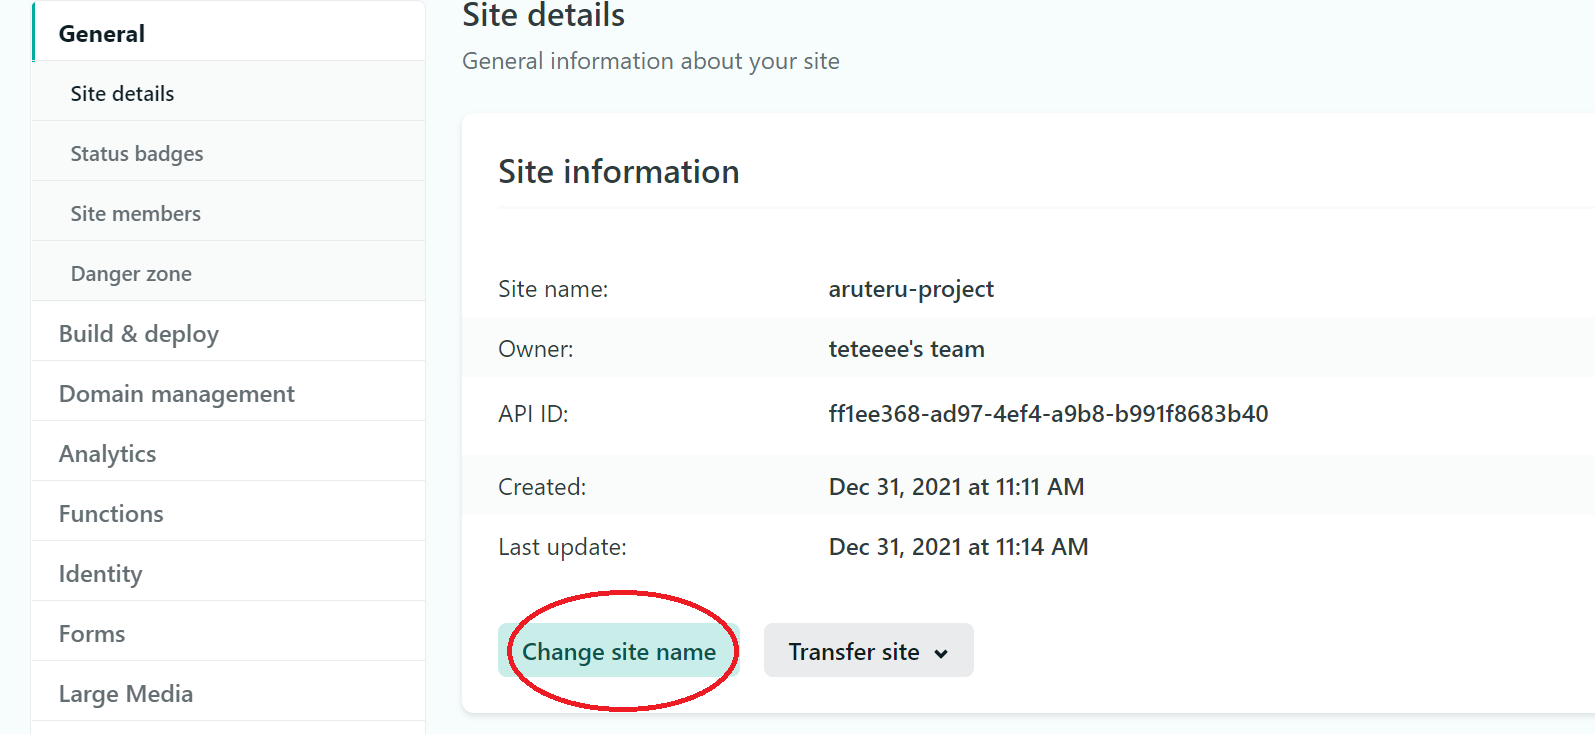 General
Site details
Status badges
Site members
Danger zone
Build & deploy
Domain management
Analytics
Functions
Identity
Forms
Large Media
Site details
General information about your site
Site information
Site name: aruteru-project
Owner: teteeee's team
API ID: ff1ee368-ad97-4ef4-a9b8-b991f8683b40
Created: Dec 31, 2021 at 11:11 AM
Last update: Dec 31, 2021 at 11:14 AM
Change site name Transfer site